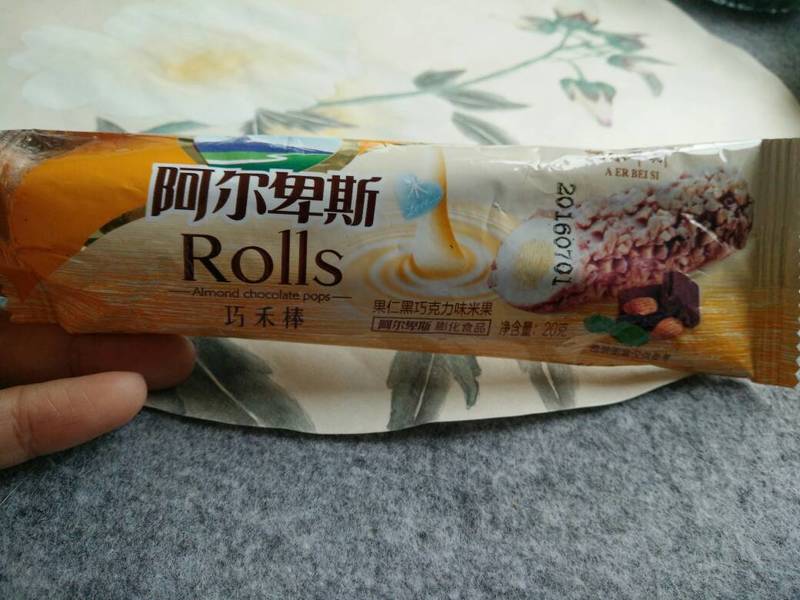 阿尔卑斯
Rolls
Almond chocolate pops
巧禾棒
果仁黑巧克力味米果
阿尔卑斯 膨化食品
净含量：20克
A ER BEI SI
20160701